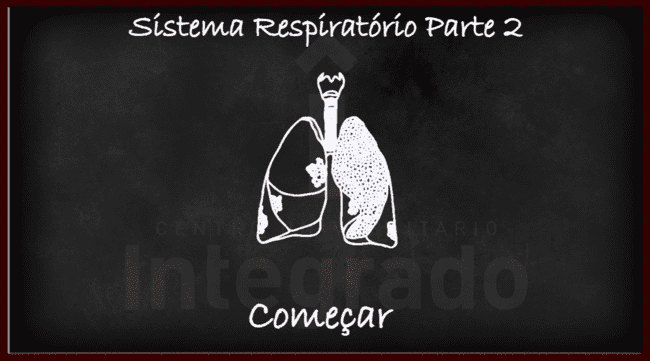 Sistema Respiratório Parte 2
Integrado
Começar